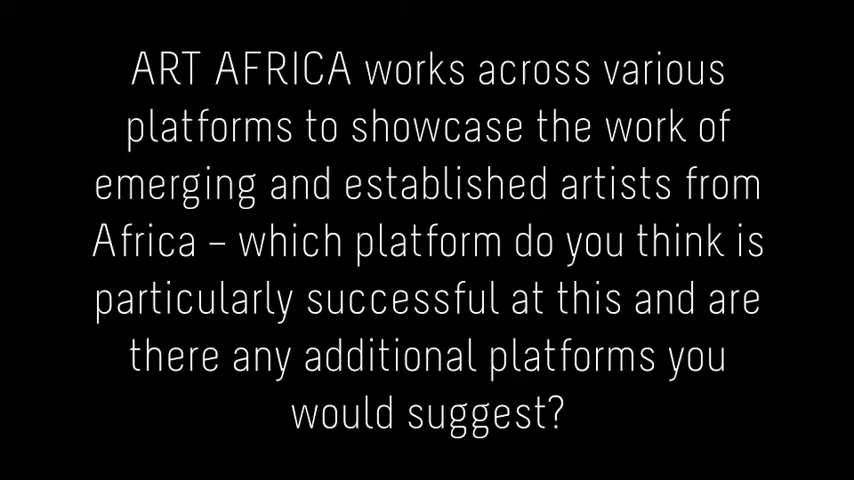 ART AFRICA works across various
platforms to showcase the work of
emerging and established artists from
Africa – which platform do you think is
particularly successful at this and are
there any additional platforms you
would suggest?